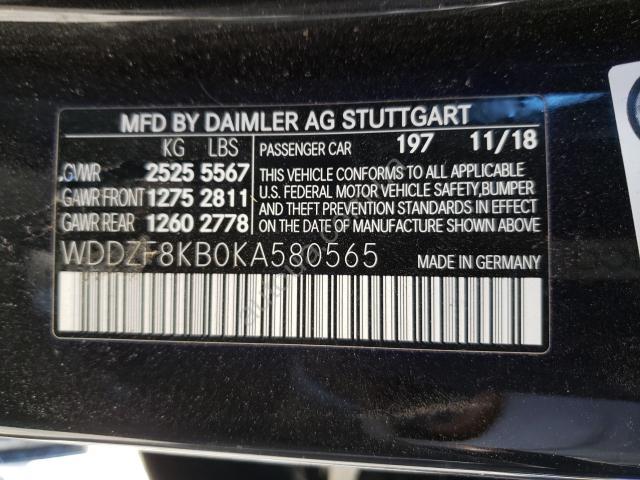 MFD BY DAIMLER AG STUTTGART
KG LBS PASSENGER CAR 197 11/18
GVWR 2525 5567
GAWR FRONT 1275 2811
GAWR REAR 1260 2778
THIS VEHICLE CONFORMS TO ALL APPLICABLE
U.S. FEDERAL MOTOR VEHICLE SAFETY,BUMPER
AND THEFT PREVENTION STANDARDS IN EFFECT
ON THE DATE OF MANUFACTURE SHOWN ABOVE.
WDDZF8KB0KA580565 MADE IN GERMANY